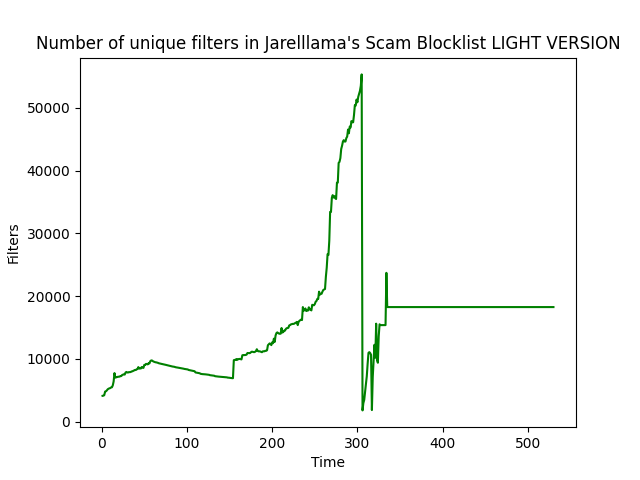 Number of unique filters in Jarelllama's Scam Blocklist LIGHT VERSION
Filters
50000
40000
30000
20000
10000
0
0 100 200 300 400 500
Time